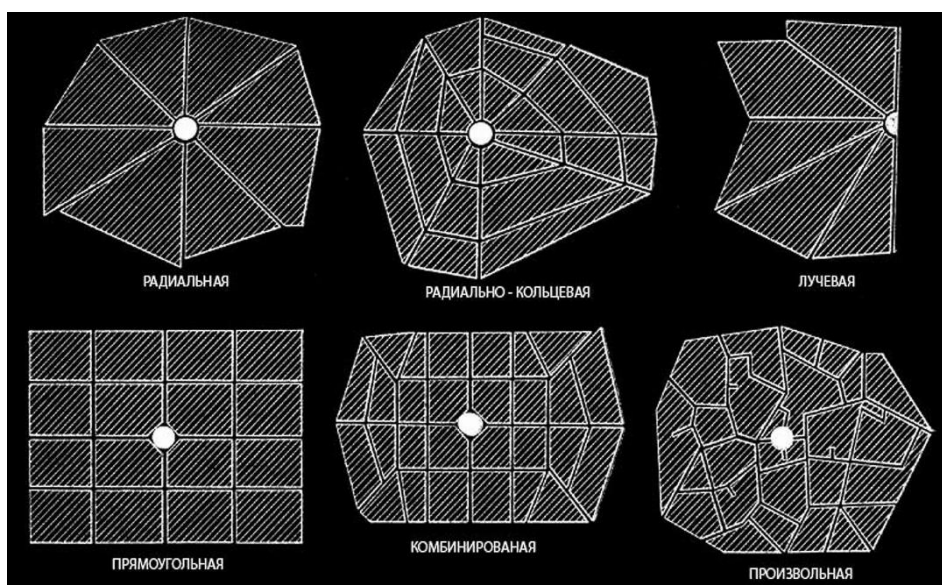 РАДИАЛЬНАЯ
РАДИАЛЬНО - КОЛЬЦЕВАЯ
ЛУЧЕВАЯ
ПРЯМОУГОЛЬНАЯ
КОМБИНИРОВАНАЯ
ПРОИЗВОЛЬНАЯ